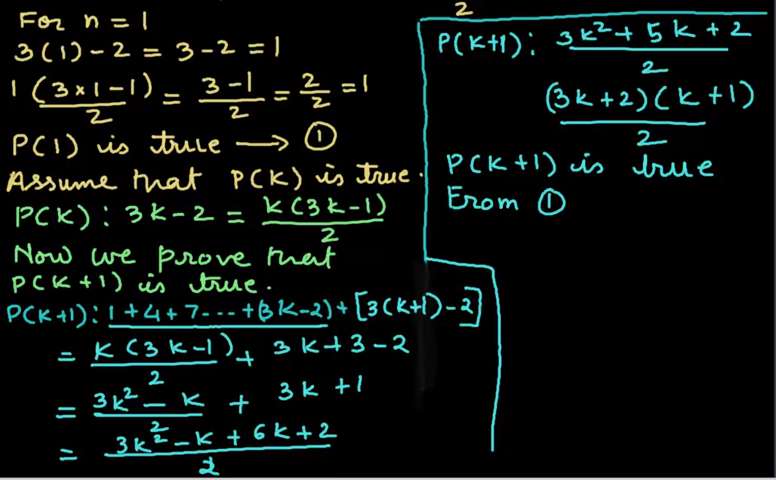 For n = 1
3(1) - 2 = 3 - 2 = 1
1 (3 × 1 - 1)/2 = (3 - 1)/2 = 2/2 = 1
P(1) is true ⟶ ①
Assume that P(K) is true.
P(K) : 3K - 2 = K(3K - 1)/2
Now we prove that
P(K+1) is true.
P(K+1) : 1 + 4 + 7 --- + (3K - 2) + [3(K+1) - 2]
= K(3K - 1)/2 + 3K + 3 - 2
= (3K² - K)/2 + 3K + 1
= (3K² - K + 6K + 2)/2
2
P(K+1) : (3K² + 5K + 2)/2
(3K + 2)(K + 1)/2
P(K+1) is true
Erom ①